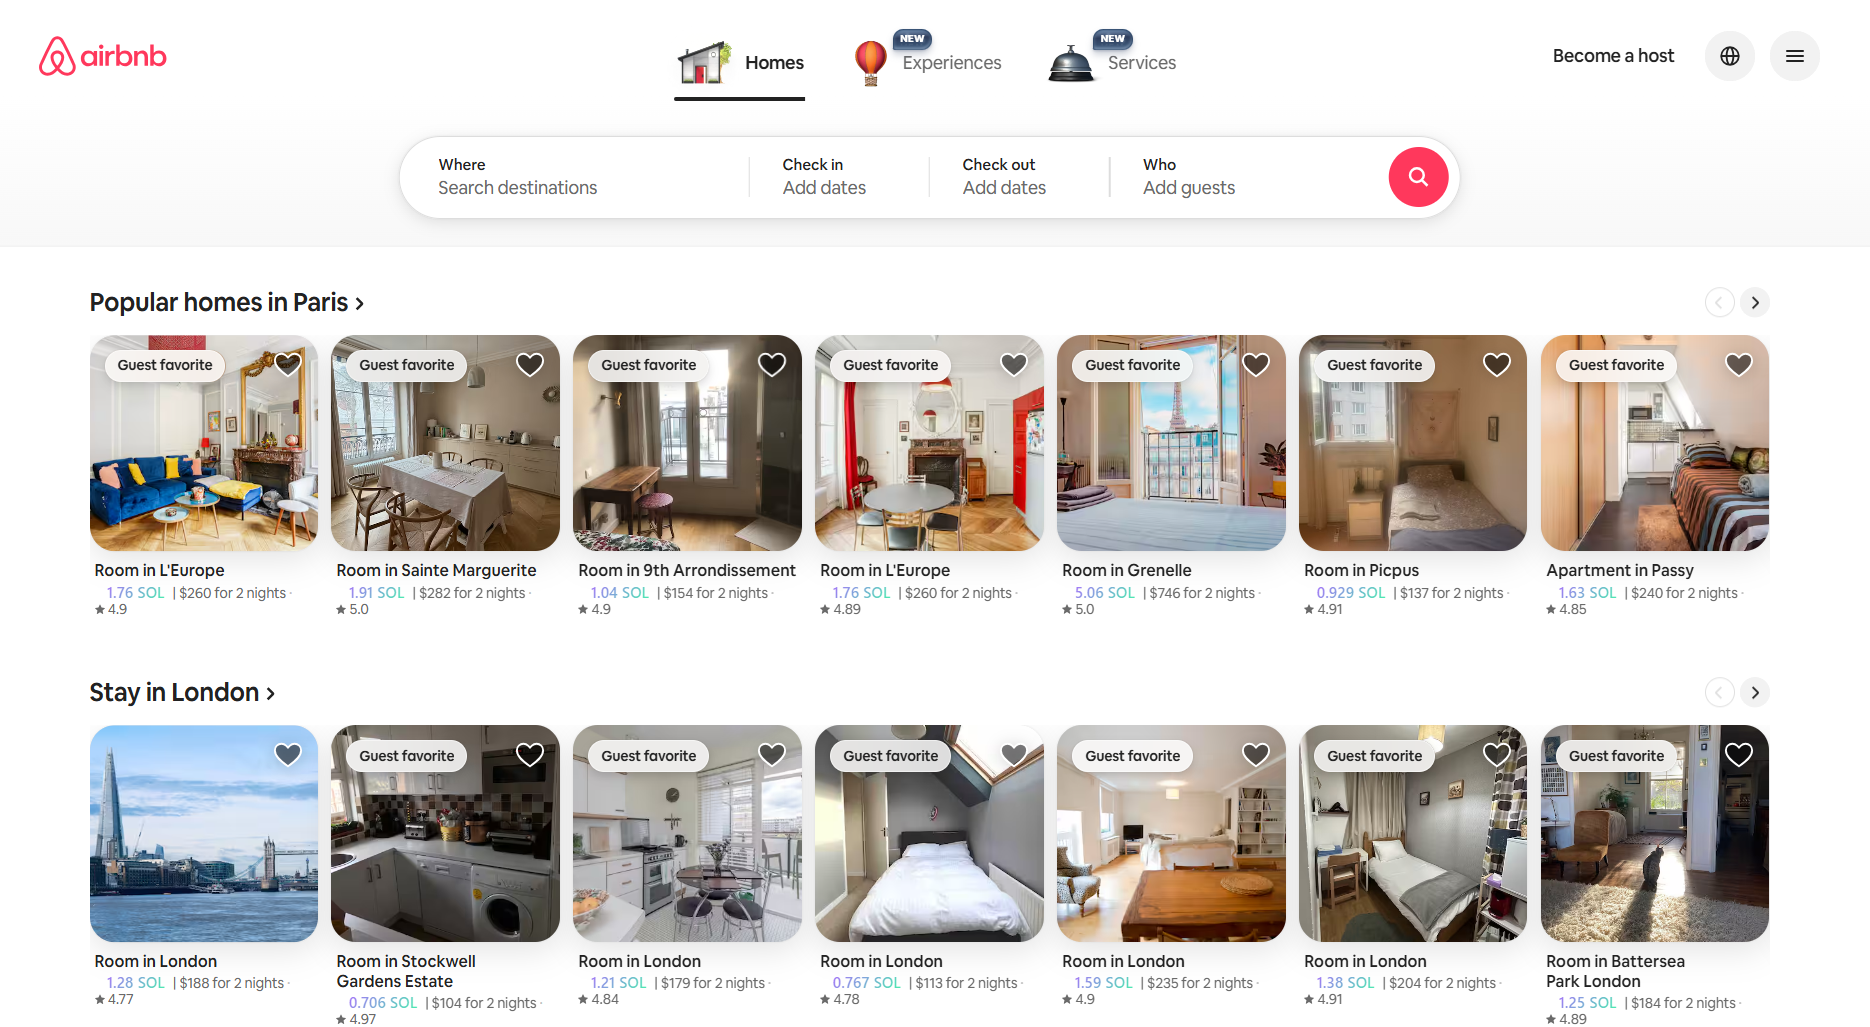 airbnb
Homes
NEW
Experiences
NEW
Services
Become a host
Where
Search destinations
Check in
Add dates
Check out
Add dates
Who
Add guests
Popular homes in Paris
Guest favorite
Room in L'Europe
1.76 SOL | $260 for 2 nights ·
★ 4.9
Guest favorite
Room in Sainte Marguerite
1.91 SOL | $282 for 2 nights ·
★ 5.0
Guest favorite
Room in 9th Arrondissement
1.04 SOL | $154 for 2 nights ·
★ 4.9
Guest favorite
Room in L'Europe
1.76 SOL | $260 for 2 nights ·
★ 4.89
Guest favorite
Room in Grenelle
5.06 SOL | $746 for 2 nights ·
★ 5.0
Guest favorite
Room in Picpus
0.929 SOL | $137 for 2 nights ·
★ 4.91
Guest favorite
Apartment in Passy
1.63 SOL | $240 for 2 nights ·
★ 4.85
Stay in London
Room in London
1.28 SOL | $188 for 2 nights ·
★ 4.77
Guest favorite
Room in Stockwell
Gardens Estate
0.706 SOL | $104 for 2 nights ·
★ 4.97
Guest favorite
Room in London
1.21 SOL | $179 for 2 nights ·
★ 4.84
Guest favorite
Room in London
0.767 SOL | $113 for 2 nights ·
★ 4.78
Guest favorite
Room in London
1.59 SOL | $235 for 2 nights ·
★ 4.9
Guest favorite
Room in London
1.38 SOL | $204 for 2 nights ·
★ 4.91
Guest favorite
Room in Battersea
Park London
1.25 SOL | $184 for 2 nights ·
★ 4.89